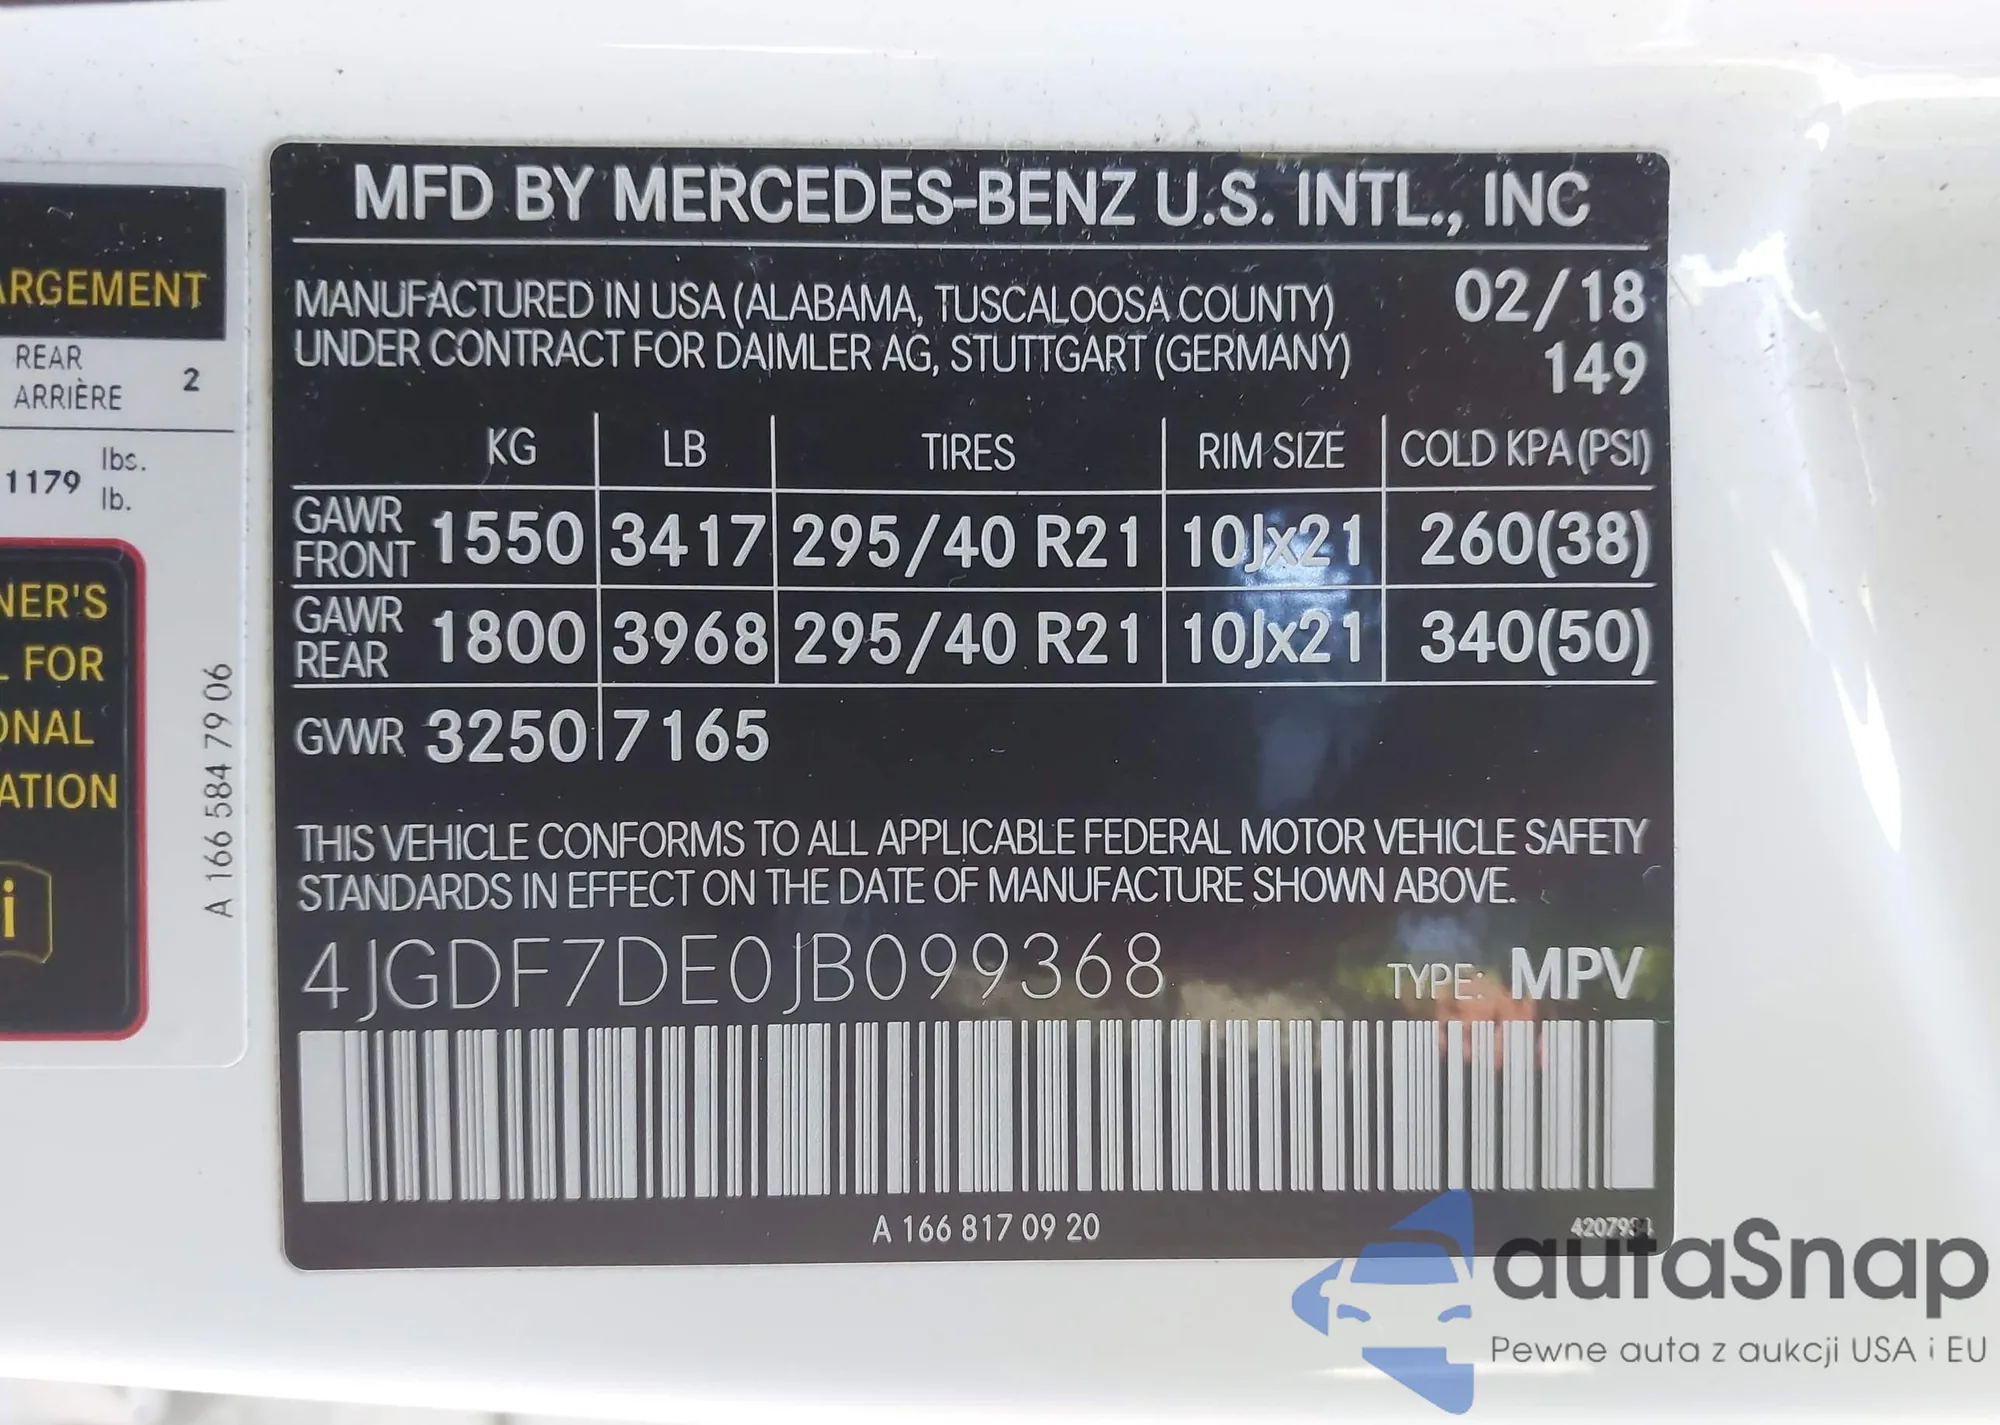 ARGEMENT
REAR
ARRIÈRE
2
1179
lbs.
lb.
NER'S
L FOR
ONAL
ATION
i
A 166 584 79 06
MFD BY MERCEDES-BENZ U.S. INTL., INC
MANUFACTURED IN USA (ALABAMA, TUSCALOOSA COUNTY) 02/18
UNDER CONTRACT FOR DAIMLER AG, STUTTGART (GERMANY) 149
KG LB TIRES RIM SIZE COLD KPA (PSI)
GAWR FRONT 1550 3417 295/40 R21 10Jx21 260(38)
GAWR REAR 1800 3968 295/40 R21 10Jx21 340(50)
GVWR 3250 7165
THIS VEHICLE CONFORMS TO ALL APPLICABLE FEDERAL MOTOR VEHICLE SAFETY
STANDARDS IN EFFECT ON THE DATE OF MANUFACTURE SHOWN ABOVE.
4JGDF7DE0JB099368 TYPE: MPV
A 166 817 09 20
autaSnap
Pewne auta z aukcji USA i EU